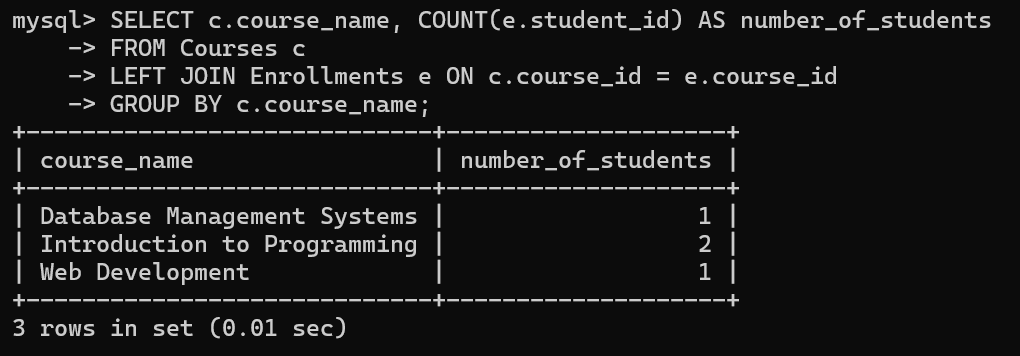 mysql> SELECT c.course_name, COUNT(e.student_id) AS number_of_students
    -> FROM Courses c
    -> LEFT JOIN Enrollments e ON c.course_id = e.course_id
    -> GROUP BY c.course_name;
+-----------------------------+--------------------+
| course_name                 | number_of_students |
+-----------------------------+--------------------+
| Database Management Systems |                  1 |
| Introduction to Programming |                  2 |
| Web Development             |                  1 |
+-----------------------------+--------------------+
3 rows in set (0.01 sec)